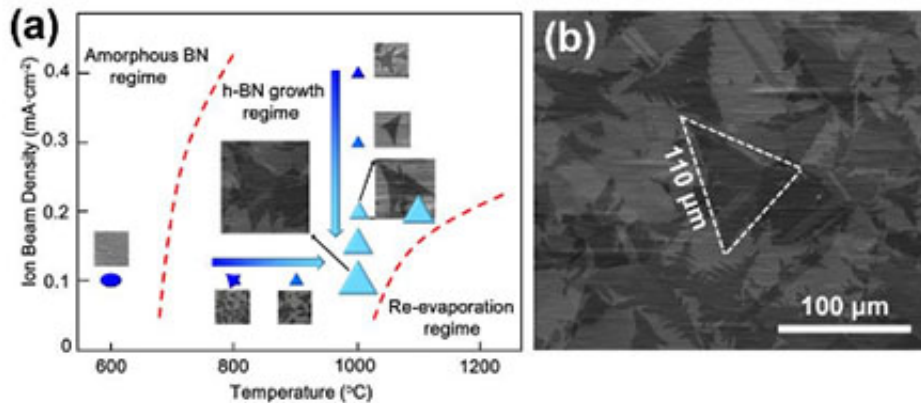 (a)
Amorphous BN
regime
h-BN growth
regime
Re-evaporation
regime
Ion Beam Density (mA·cm⁻²)
0.4
0.3
0.2
0.1
0
600
800
1000
1200
Temperature (°C)
(b)
110 μm
100 μm